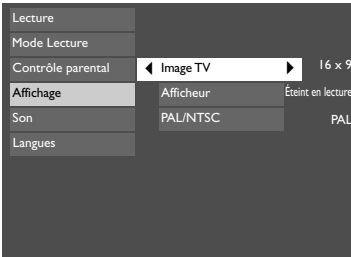 Lecture
Mode Lecture
Contrôle parental
Image TV
16 x 9
Affichage
Afficheur
Éteint en lecture
Son
PAL/NTSC
PAL
Langues